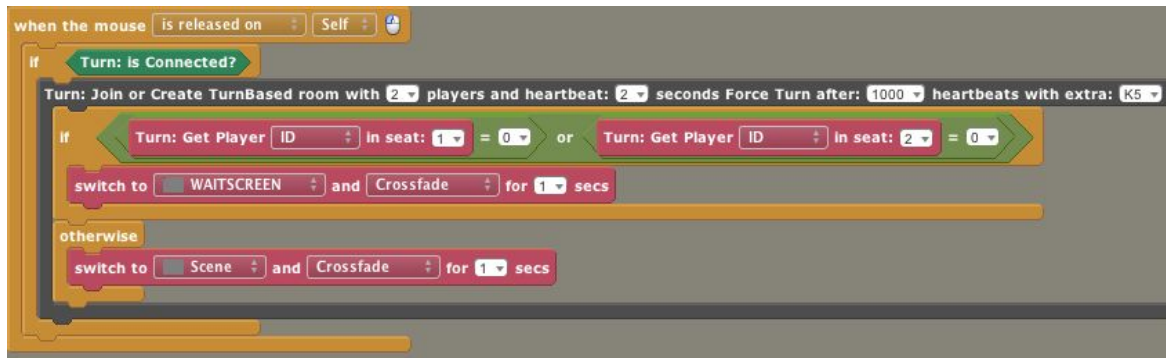 when the mouse is released on Self
if Turn: is Connected?
Turn: Join or Create TurnBased room with 2 players and heartbeat: 2 seconds Force Turn after: 1000 heartbeats with extra: K5
if Turn: Get Player ID in seat: 1 = 0 or Turn: Get Player ID in seat: 2 = 0
switch to WAITSCREEN and Crossfade for 1 secs
otherwise
switch to Scene and Crossfade for 1 secs